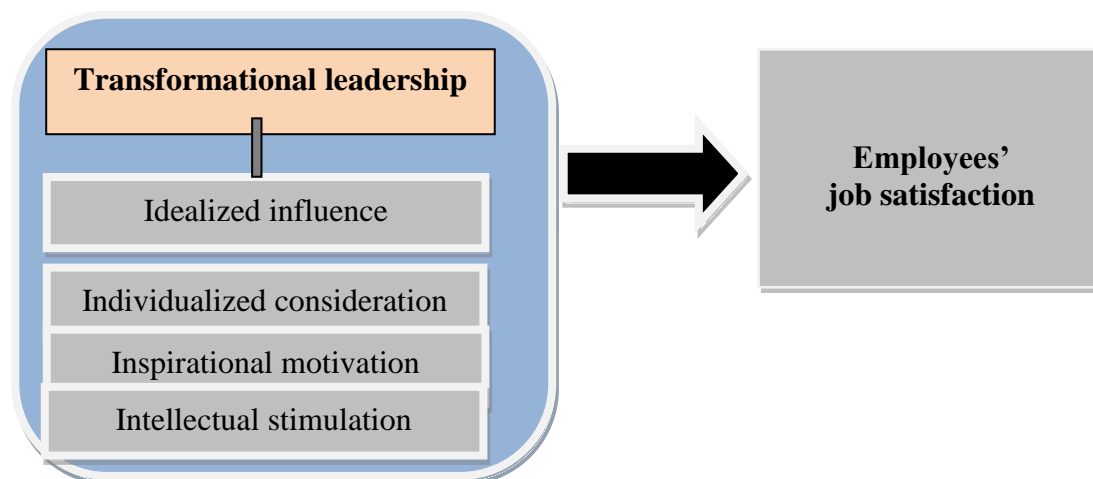 Transformational leadership
Idealized influence
Individualized consideration
Inspirational motivation
Intellectual stimulation
Employees’
job satisfaction